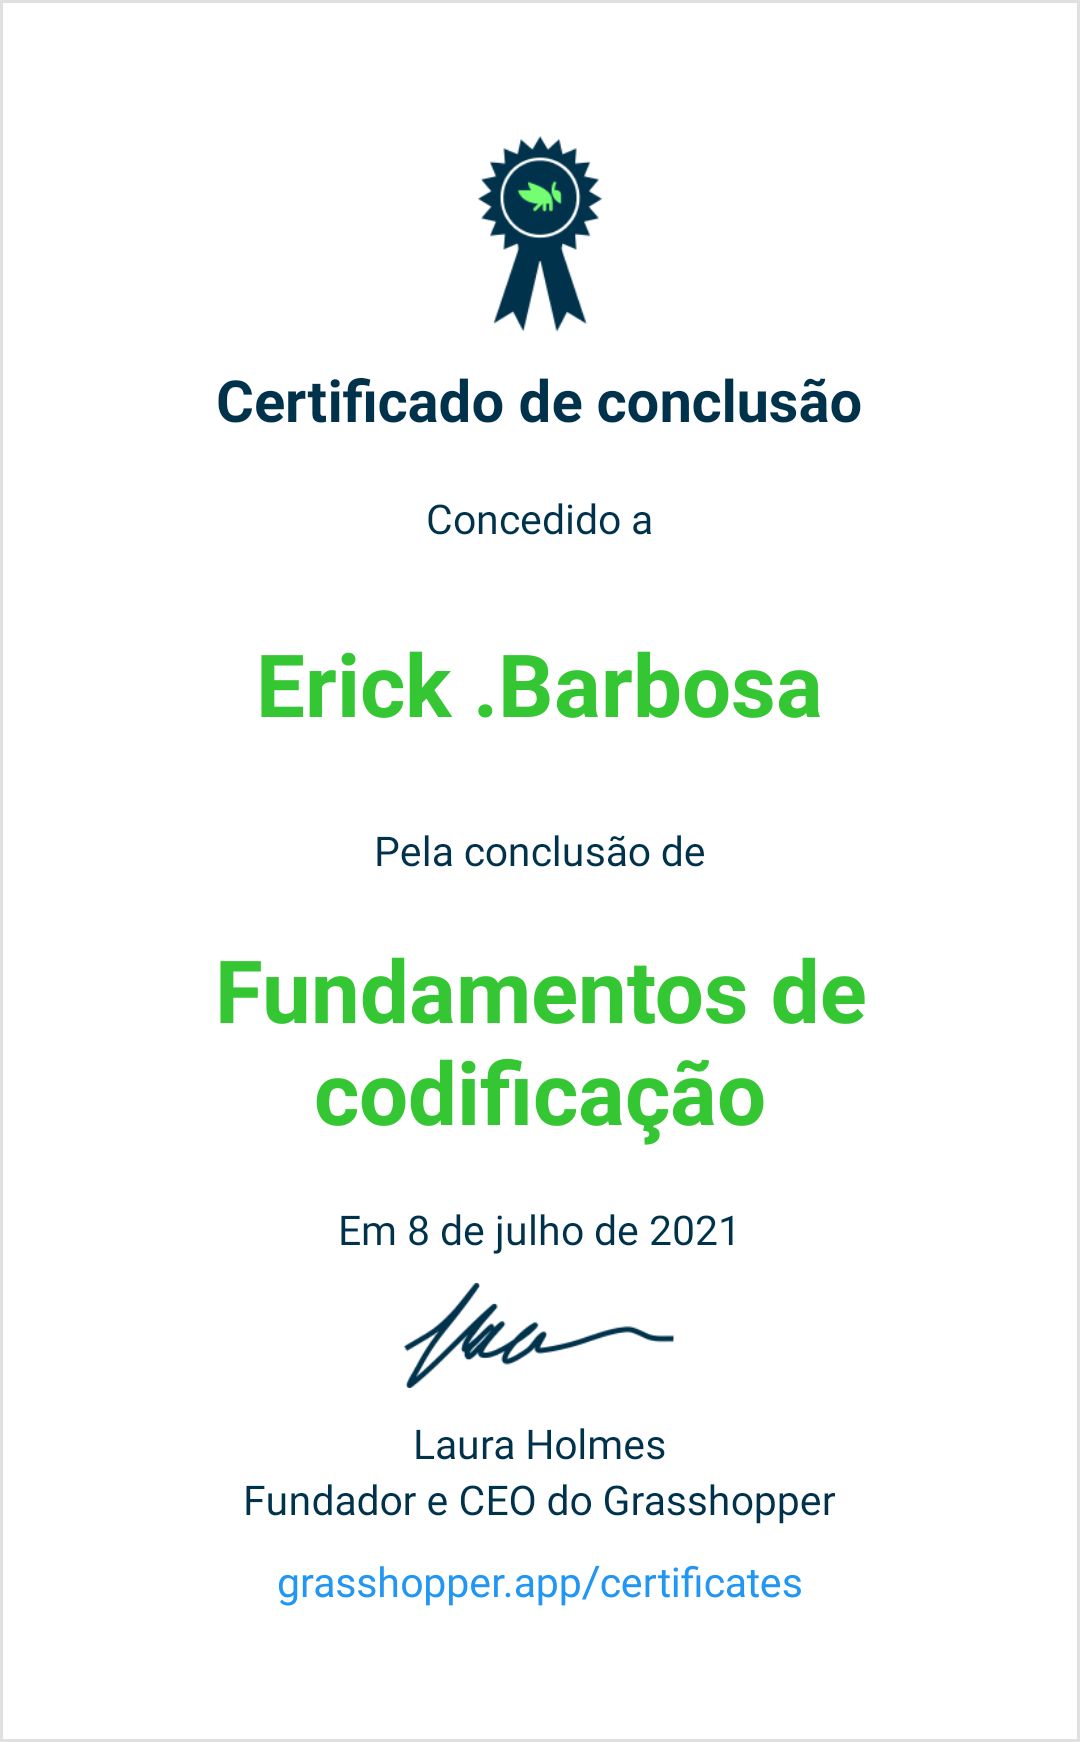 Certificado de conclusão
Concedido a
Erick .Barbosa
Pela conclusão de
Fundamentos de
codificação
Em 8 de julho de 2021
Laura Holmes
Fundador e CEO do Grasshopper
grasshopper.app/certificates